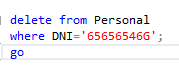 delete from Personal
where DNI='65656546G';
go